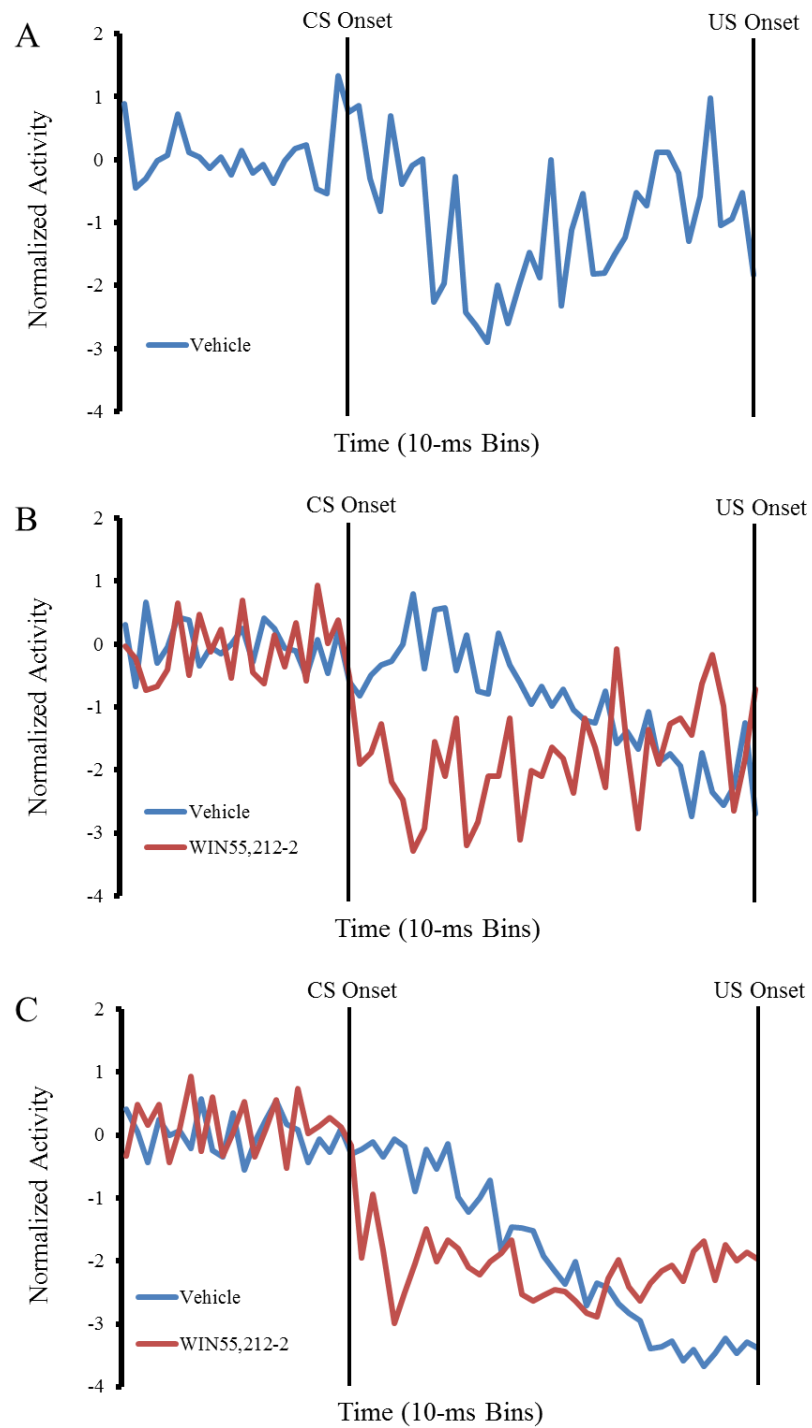 A
CS Onset
US Onset
Normalized Activity
2
1
0
-1
-2
-3
-4
Vehicle
Time (10-ms Bins)
B
CS Onset
US Onset
Normalized Activity
2
1
0
-1
-2
-3
-4
Vehicle
WIN55,212-2
Time (10-ms Bins)
C
CS Onset
US Onset
Normalized Activity
2
1
0
-1
-2
-3
-4
Vehicle
WIN55,212-2
Time (10-ms Bins)